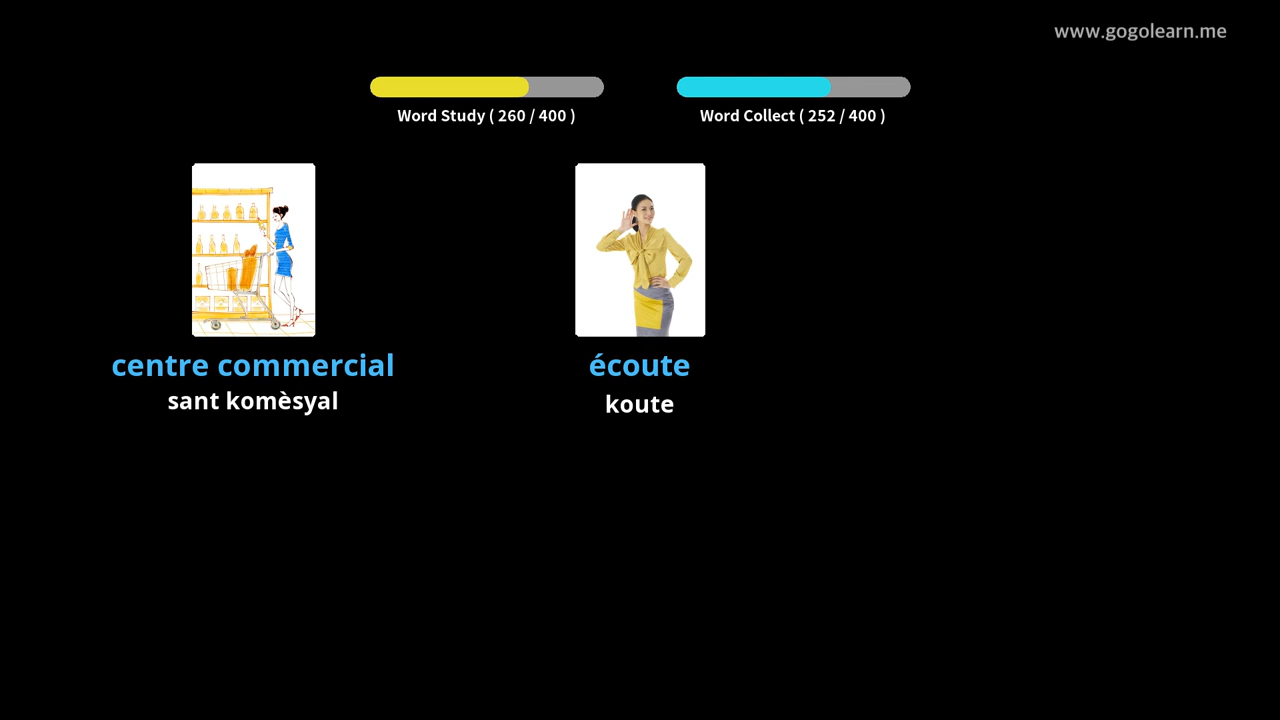 www.gogolearn.me
Word Study ( 260 / 400 )
Word Collect ( 252 / 400 )
centre commercial
sant komèsyal
écoute
koute